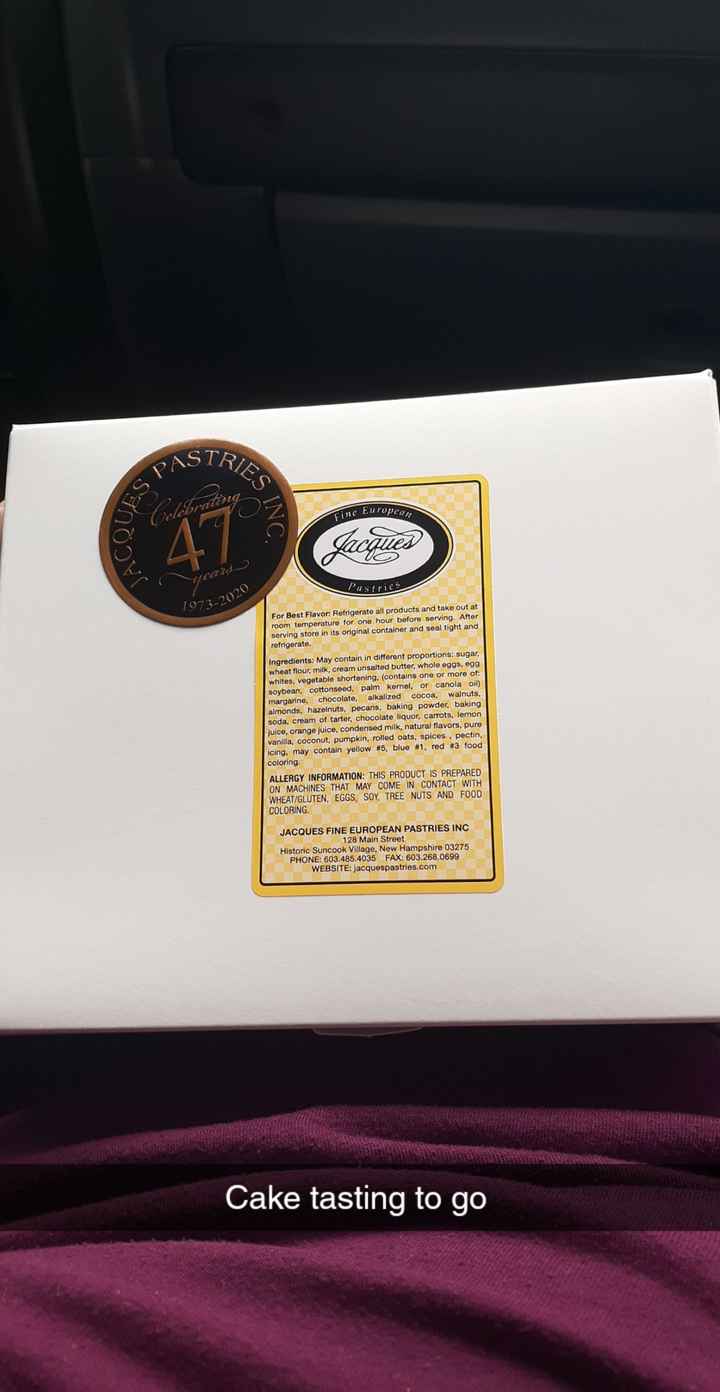 JACQUES PASTRIES INC.
Celebrating
47
years
1973-2020
Fine European
Jacques
Pastries
For Best Flavor: Refrigerate all products and take out at
room temperature for one hour before serving. After
serving store in its original container and seal tight and
refrigerate.
Ingredients: May contain in different proportions: sugar,
wheat flour, milk, cream unsalted butter, whole eggs, egg
whites, vegetable shortening, (contains one or more of:
soybean, cottonseed, palm kernel, or canola oil)
margarine, chocolate, alkalized cocoa, walnuts,
almonds, hazelnuts, pecans, baking powder, baking
soda, cream of tarter, chocolate liquor, carrots, lemon
juice, orange juice, condensed milk, natural flavors, pure
vanilla, coconut, pumpkin, rolled oats, spices , pectin,
icing, may contain yellow #5, blue #1, red #3 food
coloring.
ALLERGY INFORMATION: THIS PRODUCT IS PREPARED
ON MACHINES THAT MAY COME IN CONTACT WITH
WHEAT/GLUTEN, EGGS, SOY, TREE NUTS AND FOOD
COLORING.
JACQUES FINE EUROPEAN PASTRIES INC
128 Main Street
Historic Suncook Village, New Hampshire 03275
PHONE: 603.485.4035 FAX: 603.268.0699
WEBSITE: jacquespastries.com
Cake tasting to go